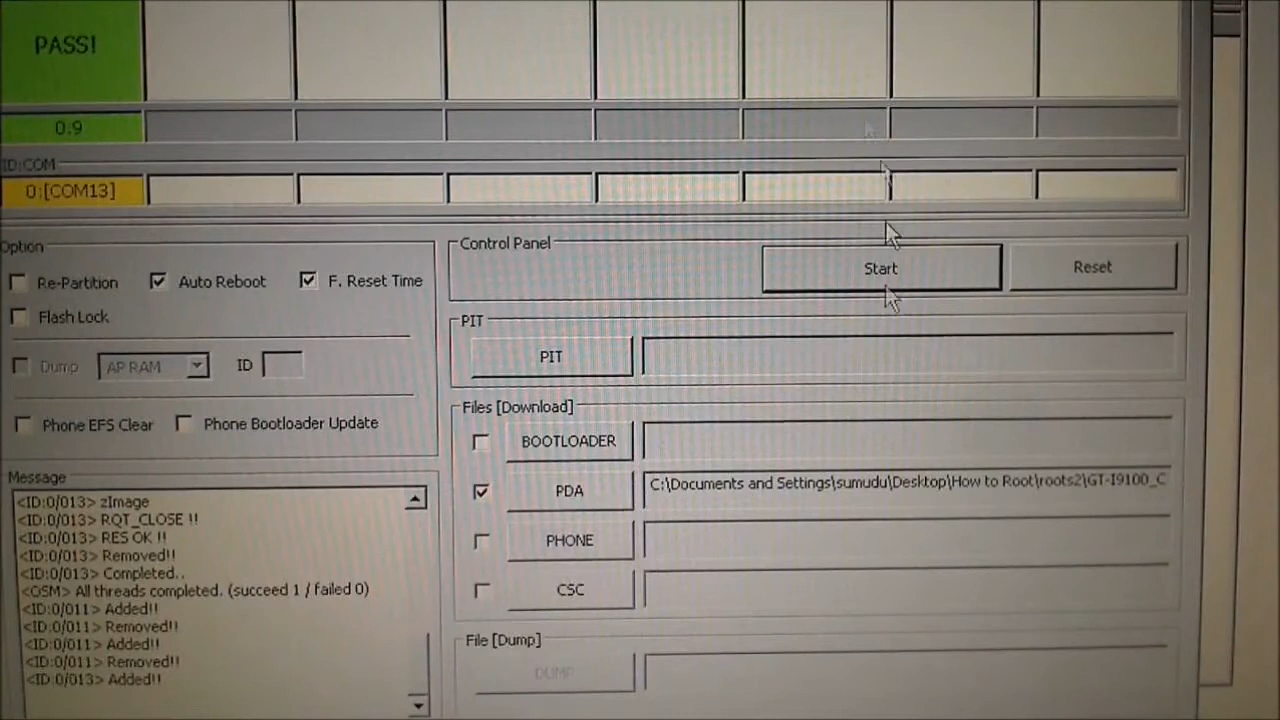 PASS!
0.9
ID:COM
0:[COM13]
Option
Re-Partition
Auto Reboot
F. Reset Time
Flash Lock
Dump
AP RAM
ID
Phone EFS Clear
Phone Bootloader Update
Message
<ID:0/013> zImage
<ID:0/013> RQT_CLOSE !!
<ID:0/013> RES OK !!
<ID:0/013> Removed!!
<ID:0/013> Completed..
<OSM> All threads completed. (succeed 1 / failed 0)
<ID:0/011> Added!!
<ID:0/011> Removed!!
<ID:0/011> Added!!
<ID:0/011> Removed!!
<ID:0/013> Added!!
Control Panel
Start
Reset
PIT
PIT
Files [Download]
BOOTLOADER
PDA
C:\Documents and Settings\sumudu\Desktop\How to Root\roots2\GT-I9100_C
PHONE
CSC
File [Dump]
DUMP